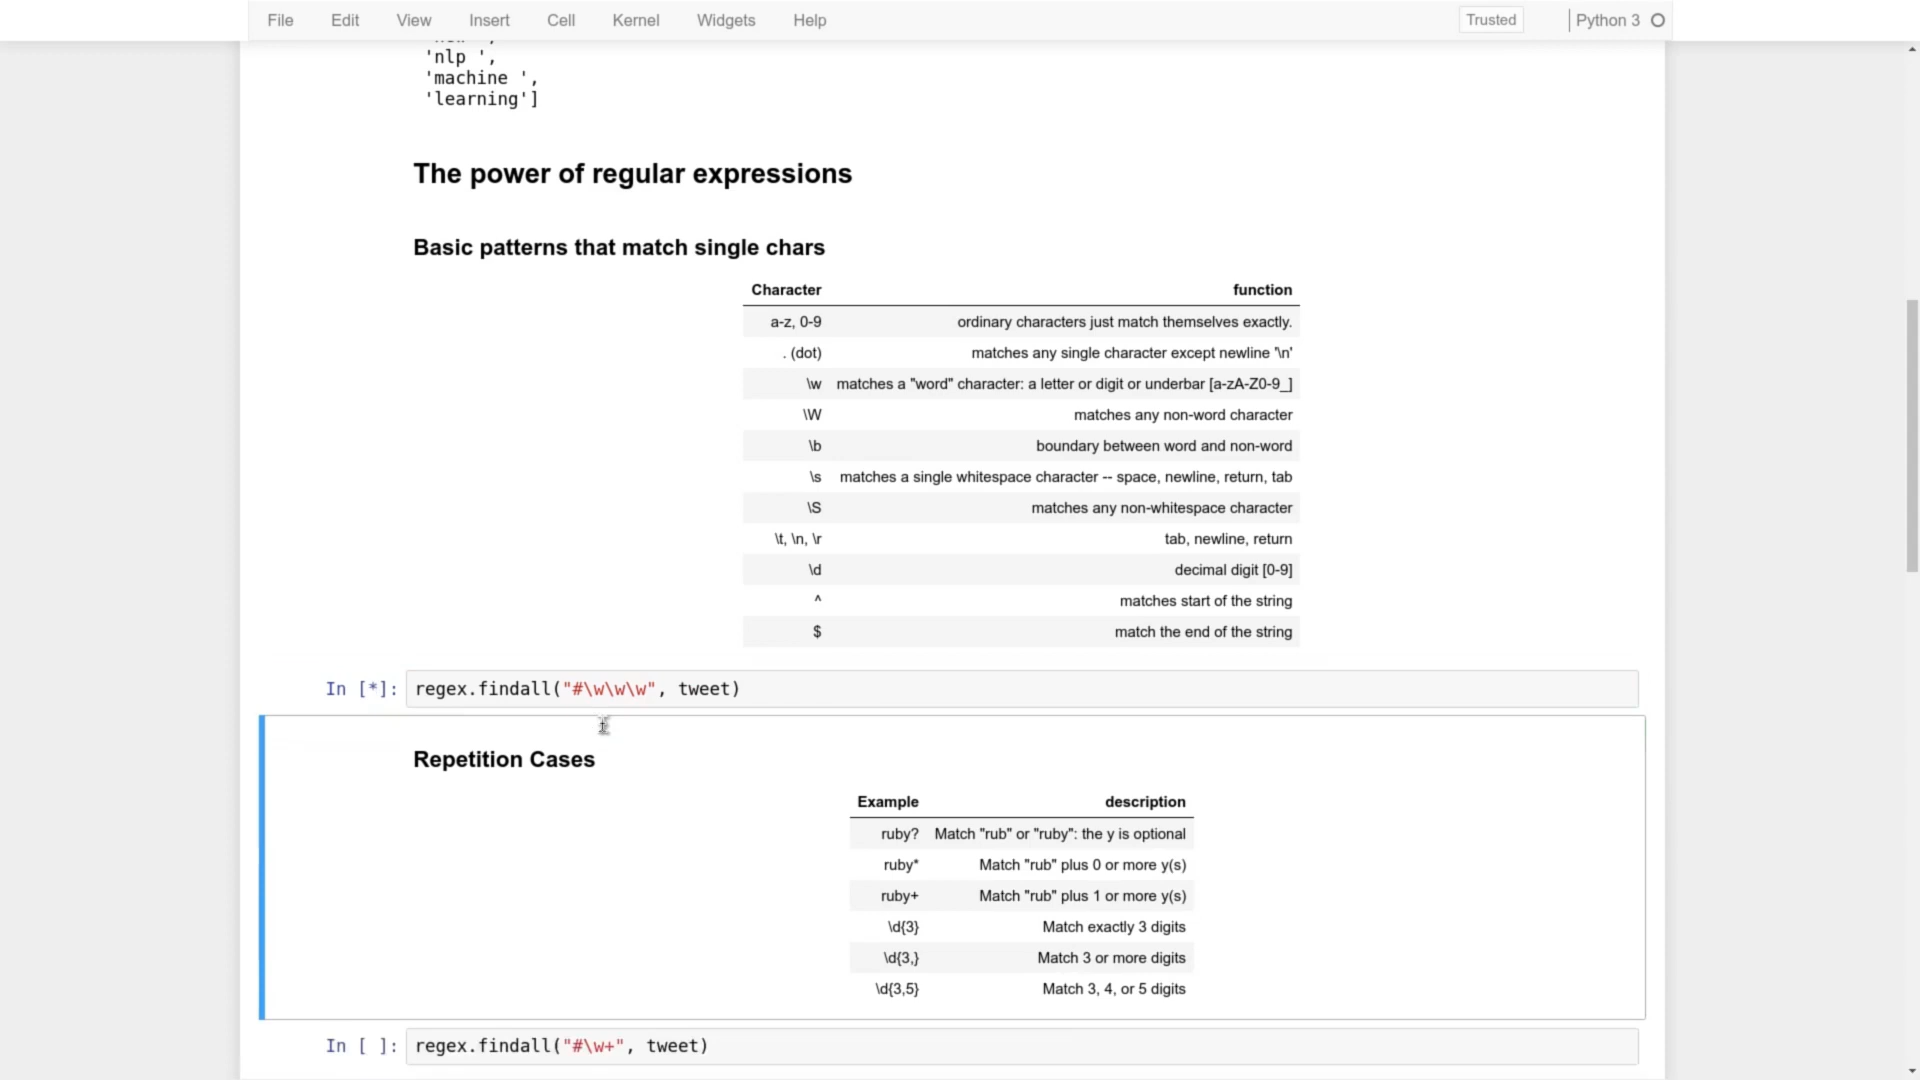 File Edit View Insert Cell Kernel Widgets Help Trusted Python 3
'nlp ',
'machine ',
'learning']
The power of regular expressions
Basic patterns that match single chars
Character function
a-z, 0-9 ordinary characters just match themselves exactly.
. (dot) matches any single character except newline '\n'
\w matches a "word" character: a letter or digit or underbar [a-zA-Z0-9_]
\W matches any non-word character
\b boundary between word and non-word
\s matches a single whitespace character -- space, newline, return, tab
\S matches any non-whitespace character
\t, \n, \r tab, newline, return
\d decimal digit [0-9]
^ matches start of the string
$ match the end of the string
In [*]: regex.findall("#\w\w\w", tweet)
Repetition Cases
Example description
ruby? Match "rub" or "ruby": the y is optional
ruby* Match "rub" plus 0 or more y(s)
ruby+ Match "rub" plus 1 or more y(s)
\d{3} Match exactly 3 digits
\d{3,} Match 3 or more digits
\d{3,5} Match 3, 4, or 5 digits
In [ ]: regex.findall("#\w+", tweet)